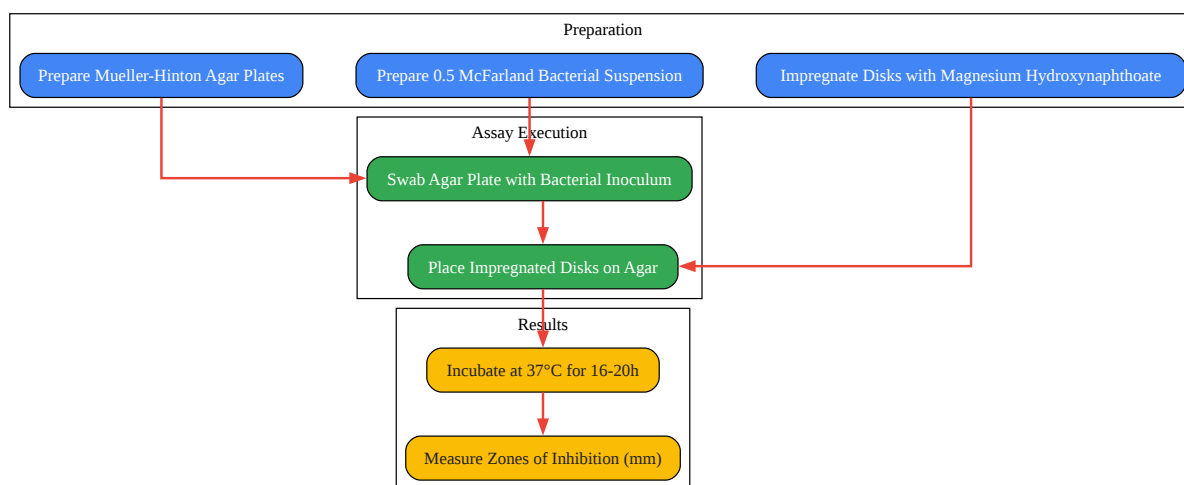 Preparation
Prepare Mueller-Hinton Agar Plates
Prepare 0.5 McFarland Bacterial Suspension
Impregnate Disks with Magnesium Hydroxynaphthoate
Assay Execution
Swab Agar Plate with Bacterial Inoculum
Place Impregnated Disks on Agar
Results
Incubate at 37°C for 16-20h
Measure Zones of Inhibition (mm)